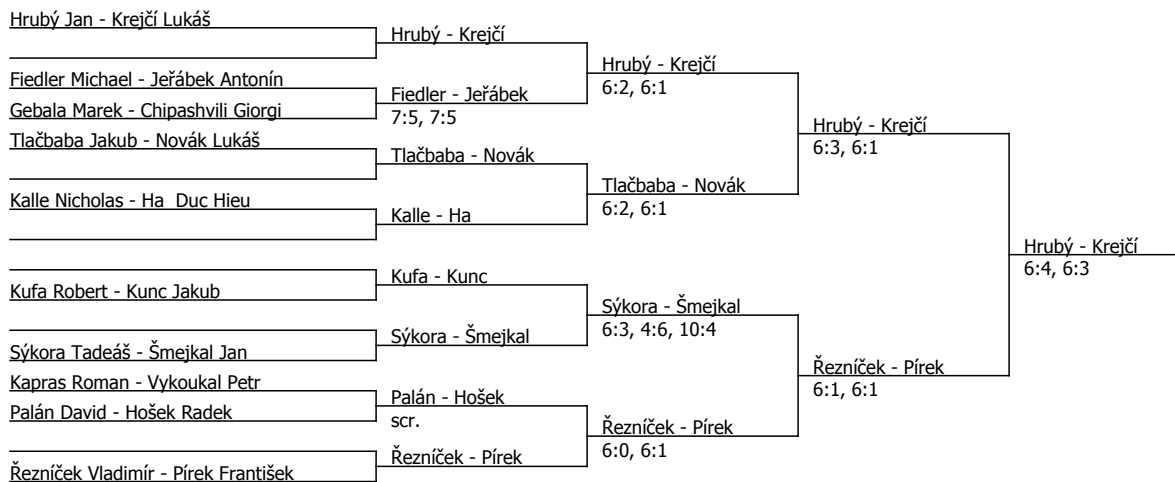 Hrubý Jan - Krejčí Lukáš
Hrubý - Krejčí
Hrubý - Krejčí
6:2, 6:1
Fiedler Michael - Jeřábek Antonín
Fiedler - Jeřábek
7:5, 7:5
Gebala Marek - Chipashvili Giorgi
Hrubý - Krejčí
6:3, 6:1
Tlačbaba Jakub - Novák Lukáš
Tlačbaba - Novák
Tlačbaba - Novák
6:2, 6:1
Kalle Nicholas - Ha  Duc Hieu
Kalle - Ha
Hrubý - Krejčí
6:4, 6:3
Kufa - Kunc
Kufa Robert - Kunc Jakub
Sýkora - Šmejkal
6:3, 4:6, 10:4
Sýkora - Šmejkal
Sýkora Tadeáš - Šmejkal Jan
Řezníček - Pírek
6:1, 6:1
Kapras Roman - Vykoukal Petr
Palán - Hošek
scr.
Palán David - Hošek Radek
Řezníček - Pírek
6:0, 6:1
Řezníček - Pírek
Řezníček Vladimír - Pírek František